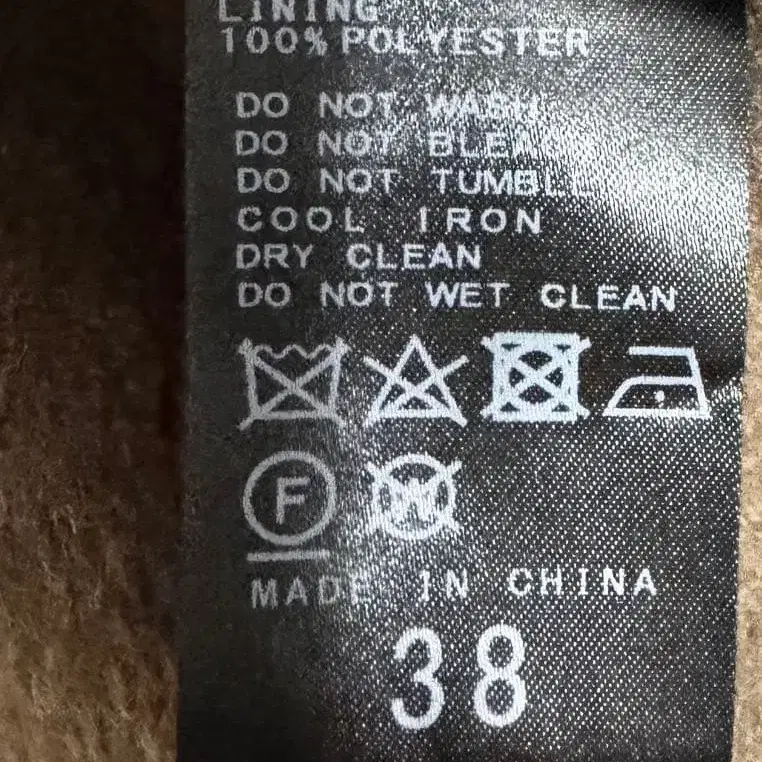 LINING
100% POLYESTER
DO NOT WASH
DO NOT BLEACH
DO NOT TUMBLE
COOL IRON
DRY CLEAN
DO NOT WET CLEAN
F
W
MADE IN CHINA
38